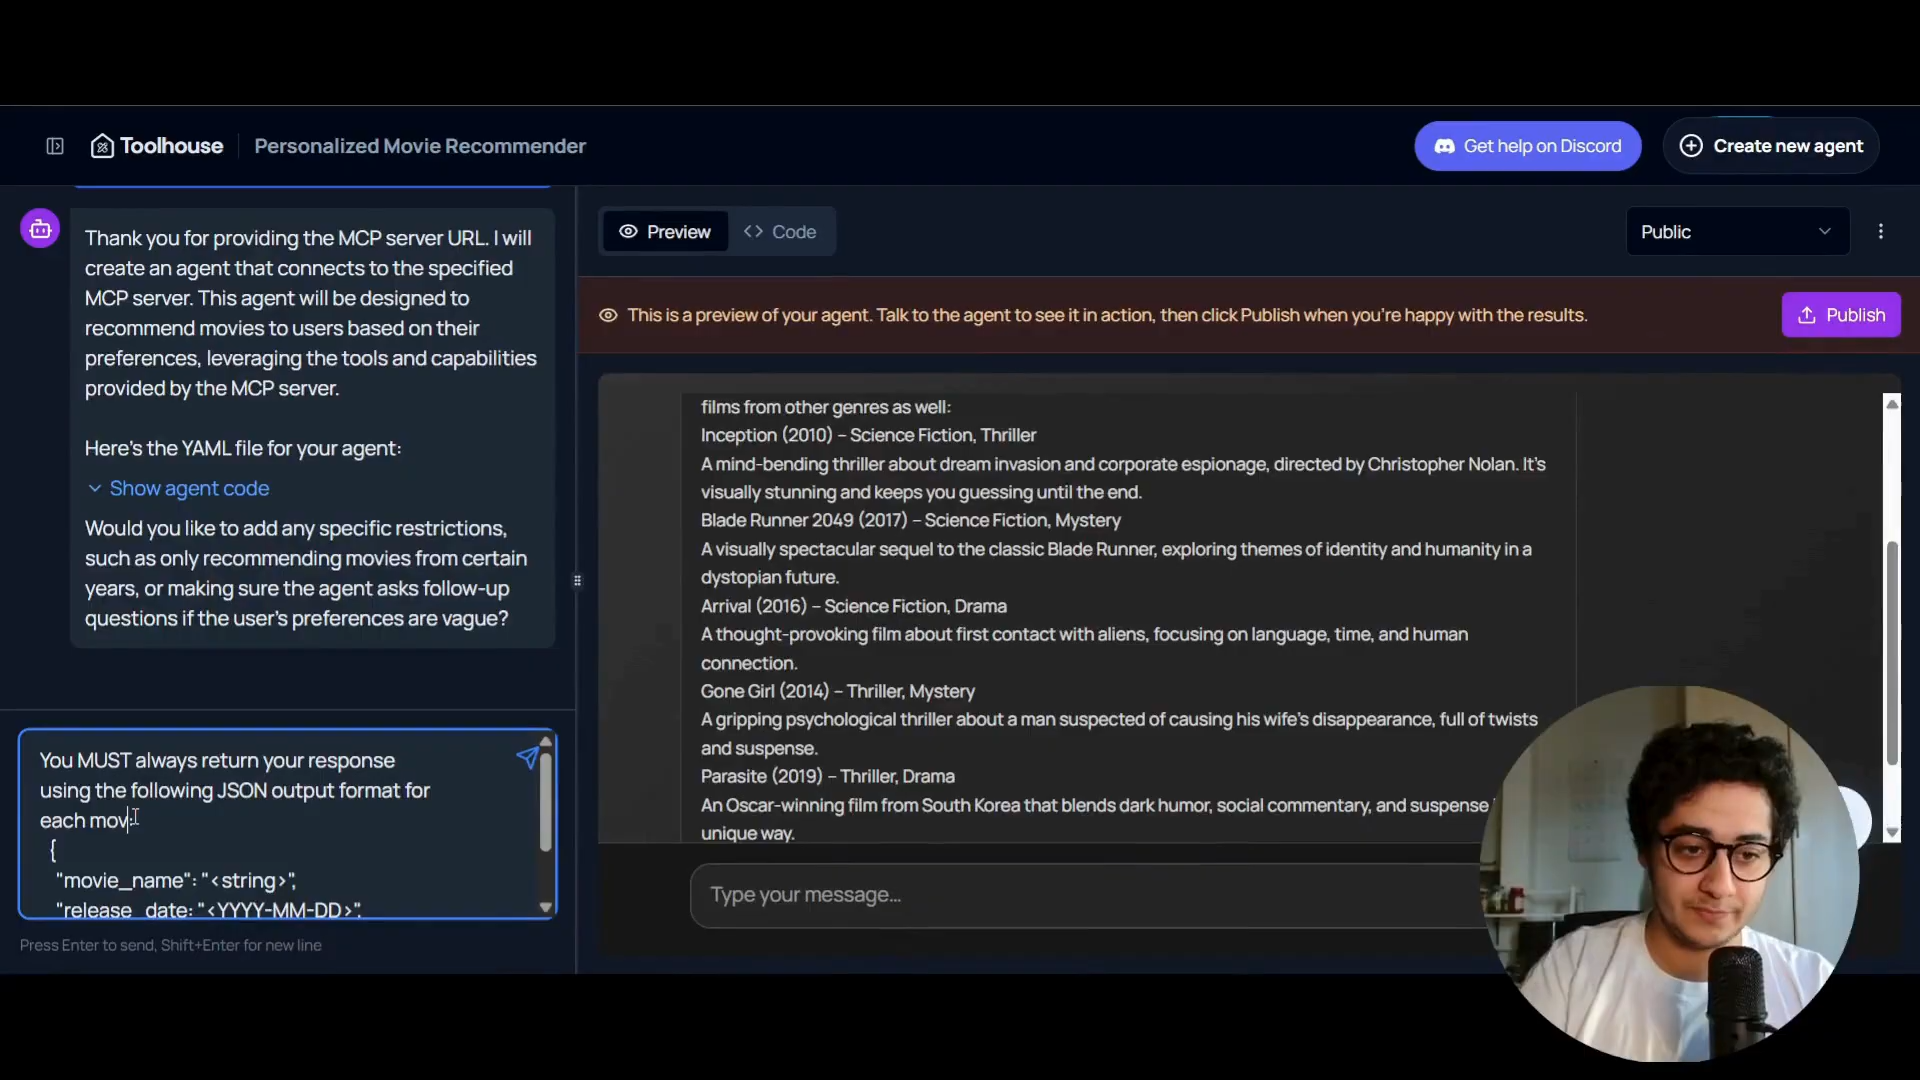 Toolhouse
Personalized Movie Recommender
Get help on Discord
Create new agent
Thank you for providing the MCP server URL. I will
create an agent that connects to the specified
MCP server. This agent will be designed to
recommend movies to users based on their
preferences, leveraging the tools and capabilities
provided by the MCP server.
Here's the YAML file for your agent:
Show agent code
Would you like to add any specific restrictions,
such as only recommending movies from certain
years, or making sure the agent asks follow-up
questions if the user's preferences are vague?
You MUST always return your response
using the following JSON output format for
each mov:
{
"movie_name": "<string>",
"release_date: "<YYYY-MM-DD>",
Press Enter to send, Shift+Enter for new line
Preview
Code
Public
This is a preview of your agent. Talk to the agent to see it in action, then click Publish when you're happy with the results.
Publish
films from other genres as well:
Inception (2010) – Science Fiction, Thriller
A mind-bending thriller about dream invasion and corporate espionage, directed by Christopher Nolan. It's
visually stunning and keeps you guessing until the end.
Blade Runner 2049 (2017) – Science Fiction, Mystery
A visually spectacular sequel to the classic Blade Runner, exploring themes of identity and humanity in a
dystopian future.
Arrival (2016) – Science Fiction, Drama
A thought-provoking film about first contact with aliens, focusing on language, time, and human
connection.
Gone Girl (2014) – Thriller, Mystery
A gripping psychological thriller about a man suspected of causing his wife's disappearance, full of twists
and suspense.
Parasite (2019) – Thriller, Drama
An Oscar-winning film from South Korea that blends dark humor, social commentary, and suspense
unique way.
Type your message...